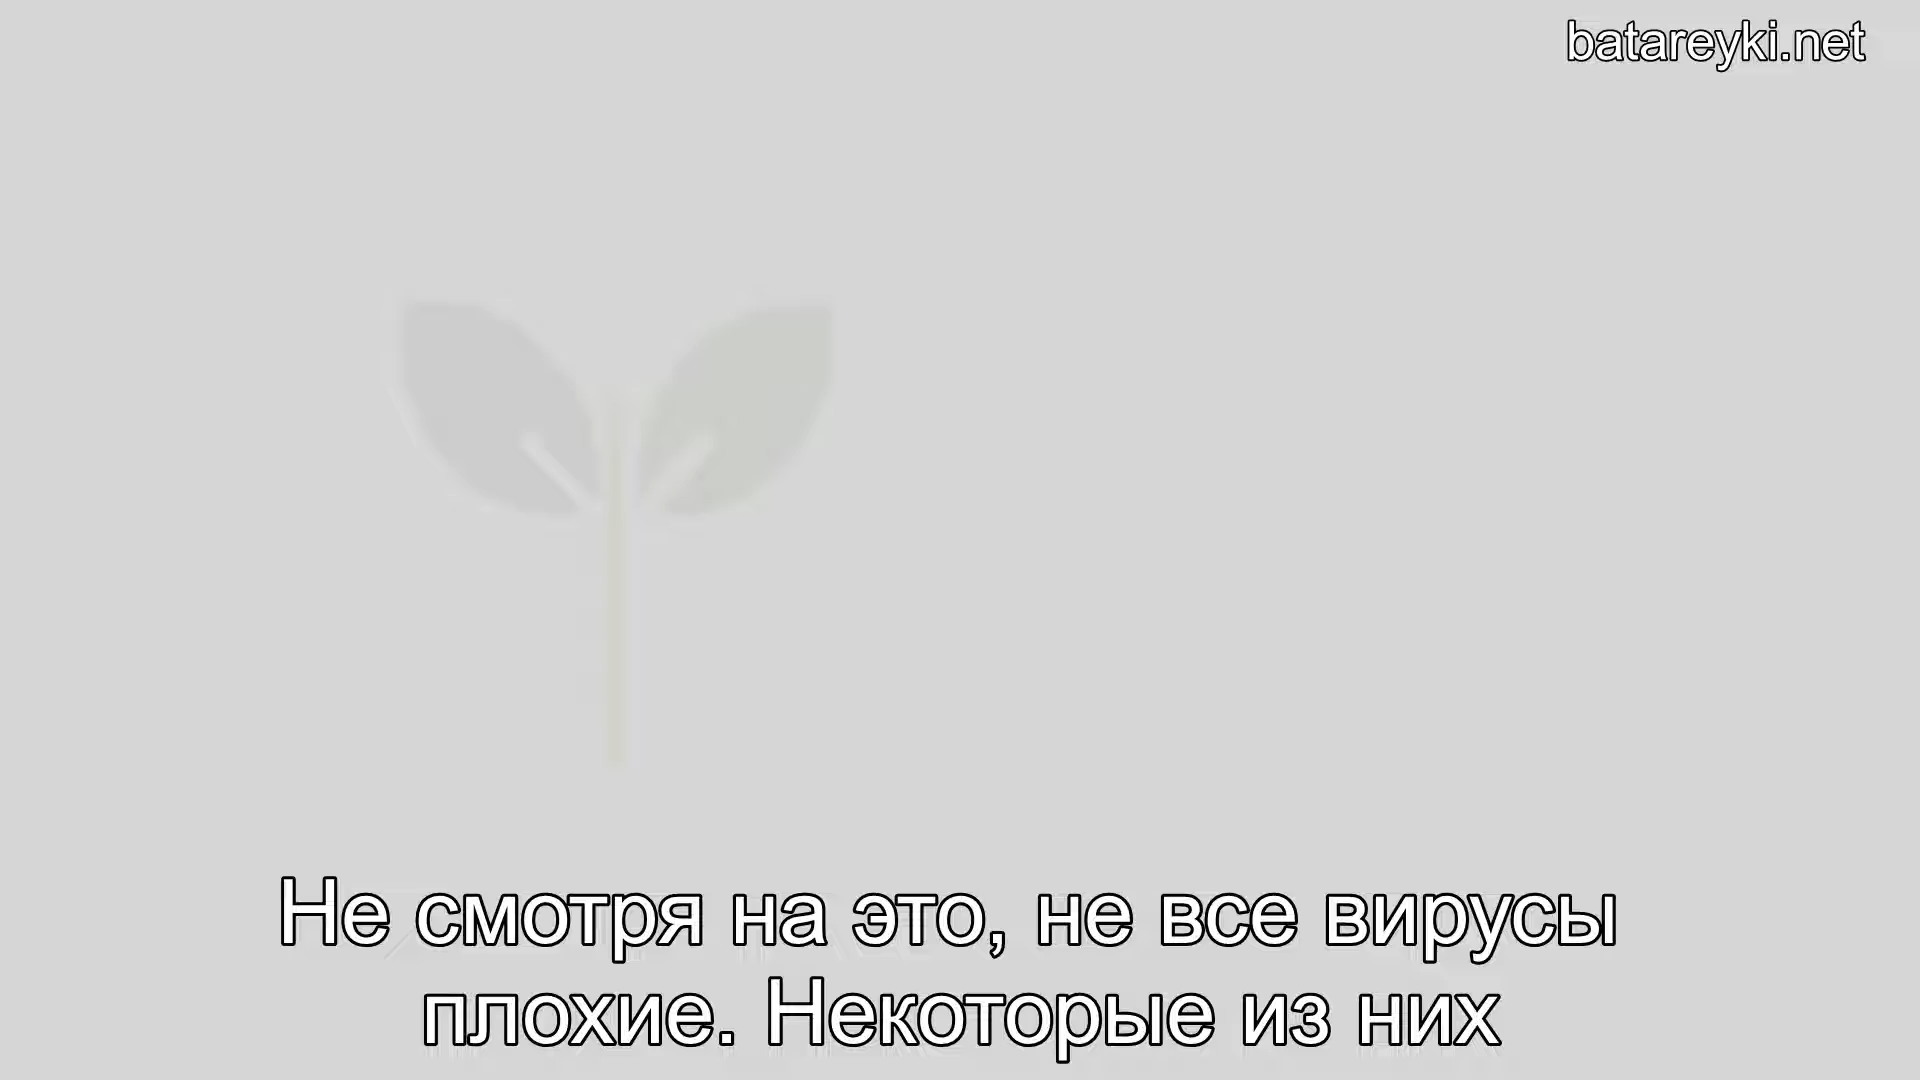 batareyki.net
Не смотря на это, не все вирусы
плохие. Некоторые из них